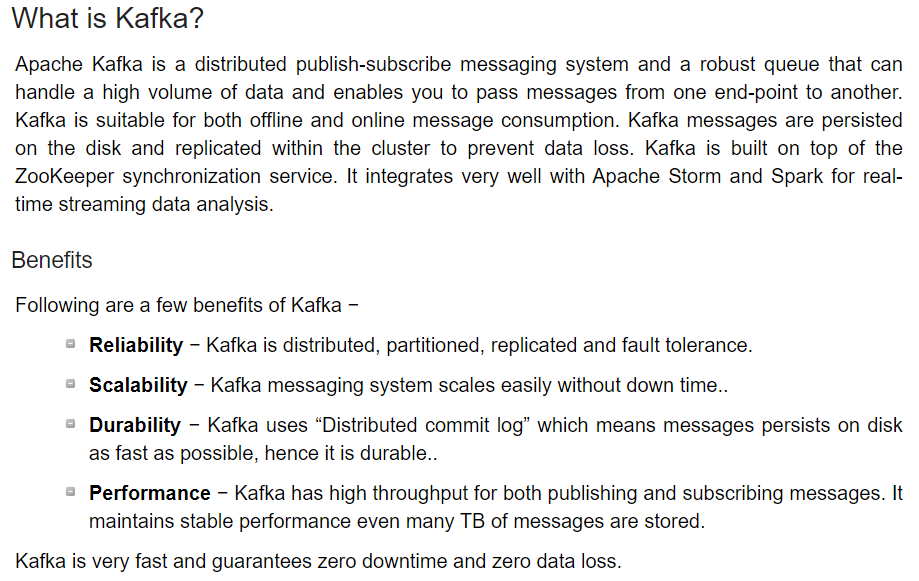 What is Kafka?
Apache Kafka is a distributed publish-subscribe messaging system and a robust queue that can
handle a high volume of data and enables you to pass messages from one end-point to another.
Kafka is suitable for both offline and online message consumption. Kafka messages are persisted
on the disk and replicated within the cluster to prevent data loss. Kafka is built on top of the
ZooKeeper synchronization service. It integrates very well with Apache Storm and Spark for real-
time streaming data analysis.
Benefits
Following are a few benefits of Kafka −
Reliability − Kafka is distributed, partitioned, replicated and fault tolerance.
Scalability − Kafka messaging system scales easily without down time..
Durability − Kafka uses “Distributed commit log” which means messages persists on disk
as fast as possible, hence it is durable..
Performance − Kafka has high throughput for both publishing and subscribing messages. It
maintains stable performance even many TB of messages are stored.
Kafka is very fast and guarantees zero downtime and zero data loss.